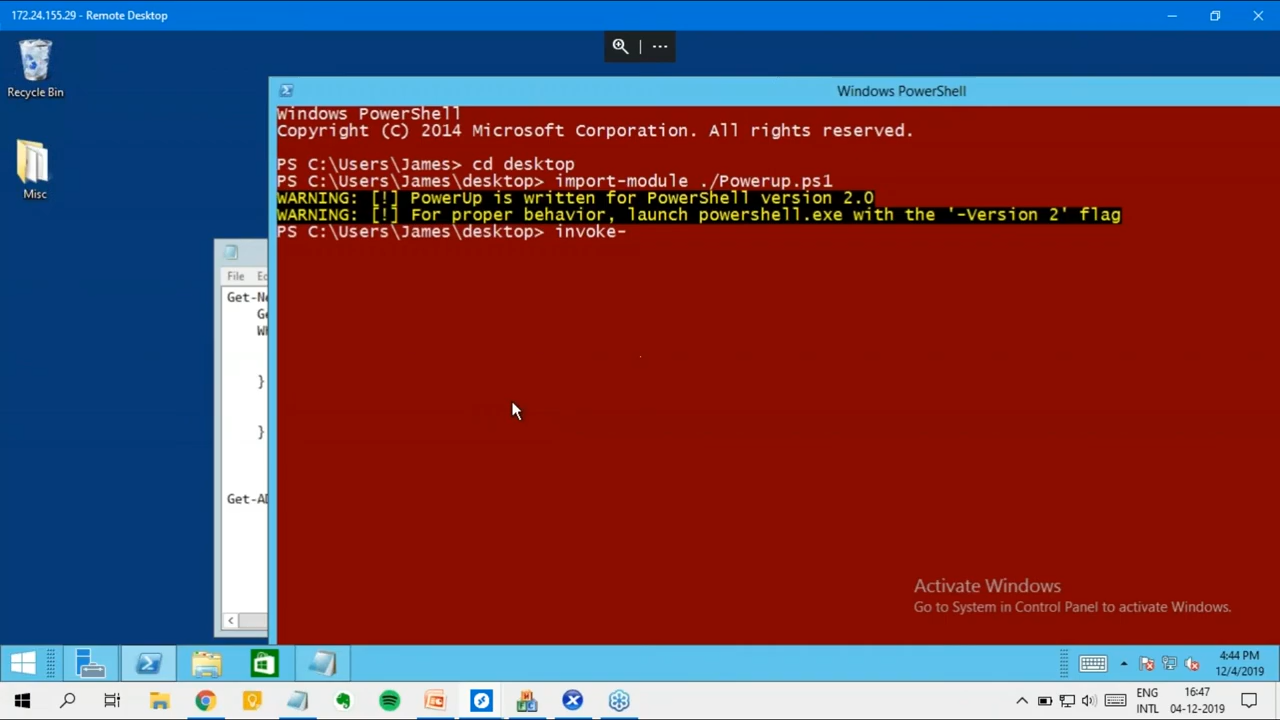 172.24.155.29 - Remote Desktop
Recycle Bin
Misc
Windows PowerShell
Windows PowerShell
Copyright (C) 2014 Microsoft Corporation. All rights reserved.
PS C:\Users\James> cd desktop
PS C:\Users\James\desktop> import-module ./Powerup.ps1
WARNING: [!] PowerUp is written for PowerShell version 2.0
WARNING: [!] For proper behavior, launch powershell.exe with the '-Version 2' flag
PS C:\Users\James\desktop> invoke-
File
Get-Ne
Ge
}
}
Get-AD
Activate Windows
Go to System in Control Panel to activate Windows.
4:44 PM
12/4/2019
ENG
INTL
16:47
04-12-2019